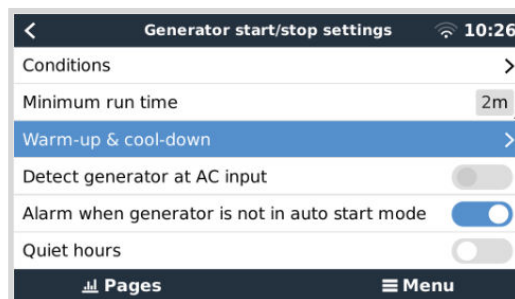 Generator start/stop settings 10:26
Conditions
Minimum run time 2m
Warm-up & cool-down
Detect generator at AC input
Alarm when generator is not in auto start mode
Quiet hours
Pages Menu